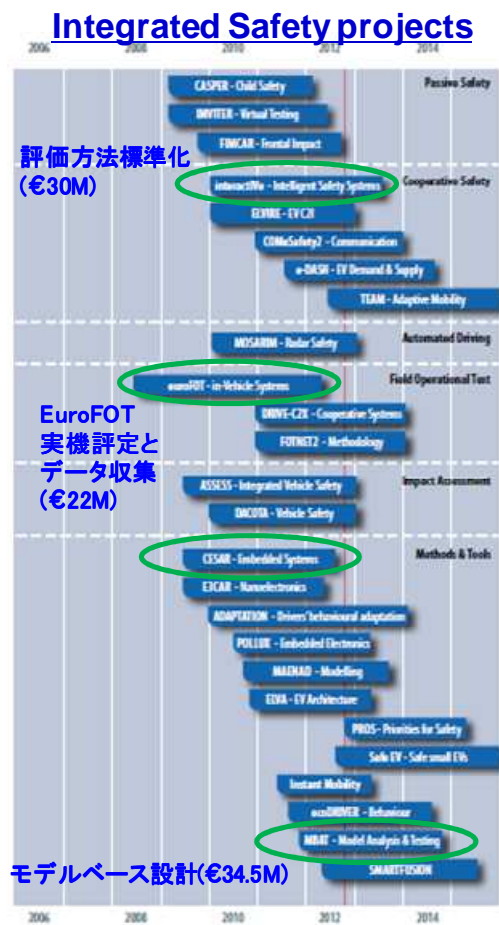 Integrated Safety projects
2006 2008 2010 2012 2014
Passive Safety
CASPER - Child Safety
IMVITER - Virtual Testing
FIMCAR - Frontal Impact
評価方法標準化
(€30M)
Cooperative Safety
interactIVe - Intelligent Safety Systems
ELVIRE - EV C2I
COMeSafety2 - Communication
e-DASH - EV Demand & Supply
TEAM - Adaptive Mobility
Automated Driving
MOSARIM - Radar Safety
Field Operational Test
euroFOT - in-Vehicle Systems
DRIVE-C2X - Cooperative Systems
FOTNET2 - Methodology
EuroFOT
実機評定と
データ収集
(€22M)
Impact Assessment
ASSESS - Integrated Vehicle Safety
DACOTA - Vehicle Safety
Methods & Tools
CESAR - Embedded Systems
E3CAR - Nanoelectronics
ADAPTATION - Drivers' behavioural adaptation
POLLUX - Embedded Electronics
MAENAD - Modelling
ELVA - EV Architecture
PROS - Priorities for Safety
Safe EV - Safe small EVs
Instant Mobility
ecoDRIVER - Behaviour
MBAT - Model Analysis & Testing
モデルベース設計(€34.5M)
SMARTFUSION
2006 2008 2010 2012 2014